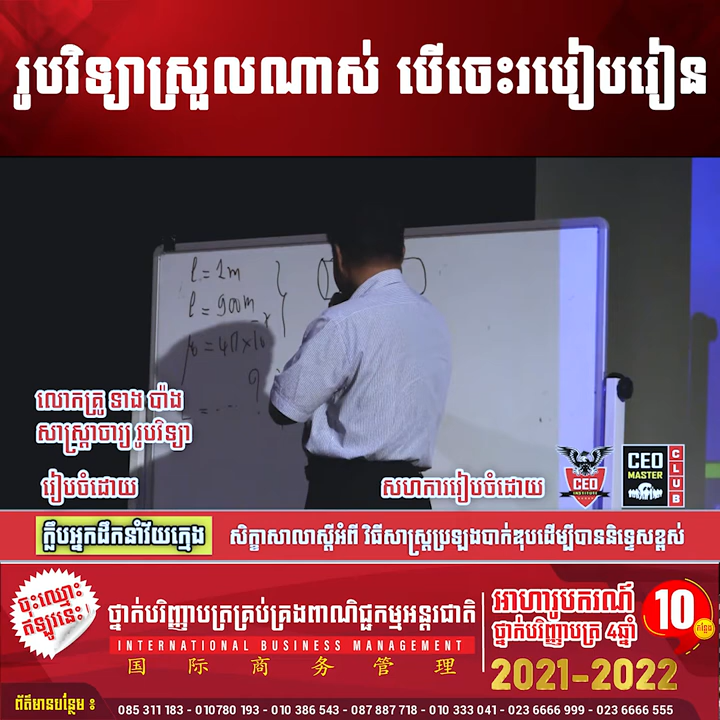 រូបវិទ្យាស្រួលណាស់ បើចេះរបៀបរៀន
l = 1m
l = 900m
លោកគ្រូ ទាង ប៉ាង
សាស្ត្រាចារ្យ រូបវិទ្យា
រៀបចំដោយ
សហការរៀបចំដោយ
CEO
INSTITUTE
CEO
MASTER
CLUB
ក្លឹបអ្នកដឹកនាំវ័យក្មេង
សិក្ខាសាលាស្តីអំពី វិធីសាស្ត្រប្រឡងបាក់ឌុបដើម្បីបាននិទ្ទេសខ្ពស់
ចុះឈ្មោះ
ឥឡូវនេះ!
ថ្នាក់បរិញ្ញាបត្រគ្រប់គ្រងពាណិជ្ជកម្មអន្តរជាតិ
INTERNATIONAL BUSINESS MANAGEMENT
国际商务管理
អាហារូបករណ៍
ថ្នាក់បរិញ្ញាបត្រ 4ឆ្នាំ
10
កន្លែង
2021-2022
ព័ត៌មានបន្ថែម ៖
085 311 183 - 010780 193 - 010 386 543 - 087 887 718 - 010 333 041 - 023 6666 999 - 023 6666 555